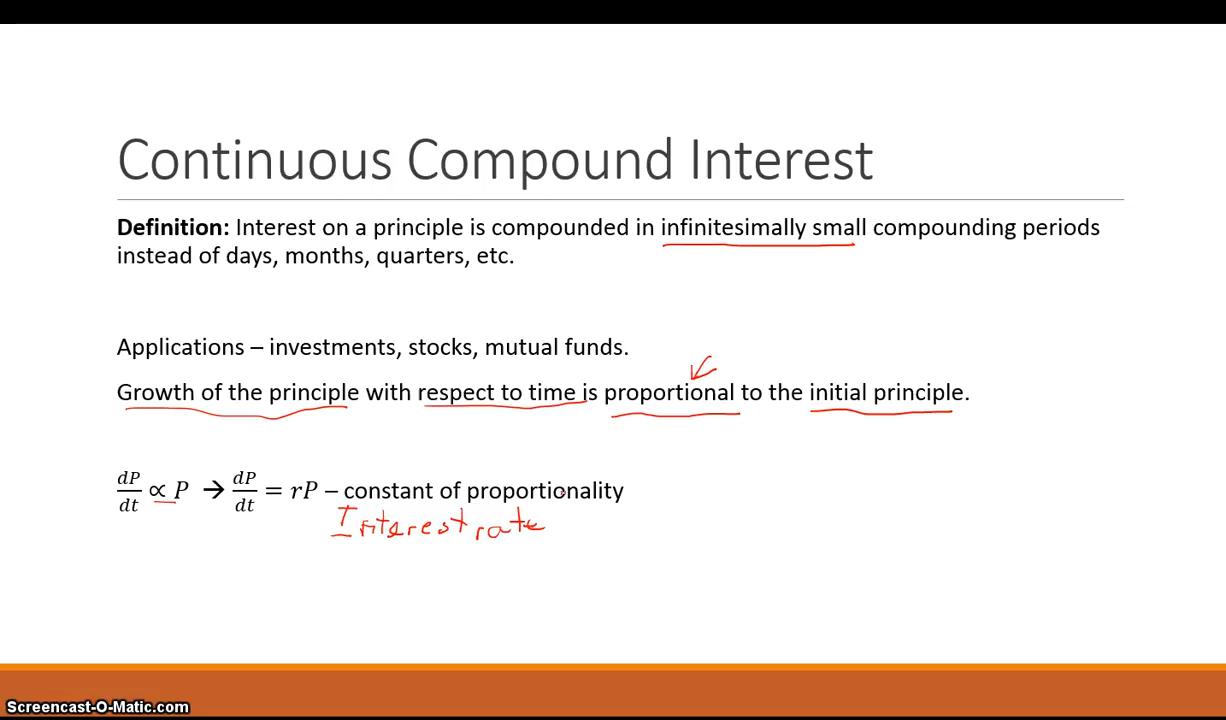 Continuous Compound Interest
Definition: Interest on a principle is compounded in infinitesimally small compounding periods
instead of days, months, quarters, etc.
Applications – investments, stocks, mutual funds.
Growth of the principle with respect to time is proportional to the initial principle.
dP/dt ∝ P → dP/dt = rP – constant of proportionality
Interest rate
Screencast-O-Matic.com